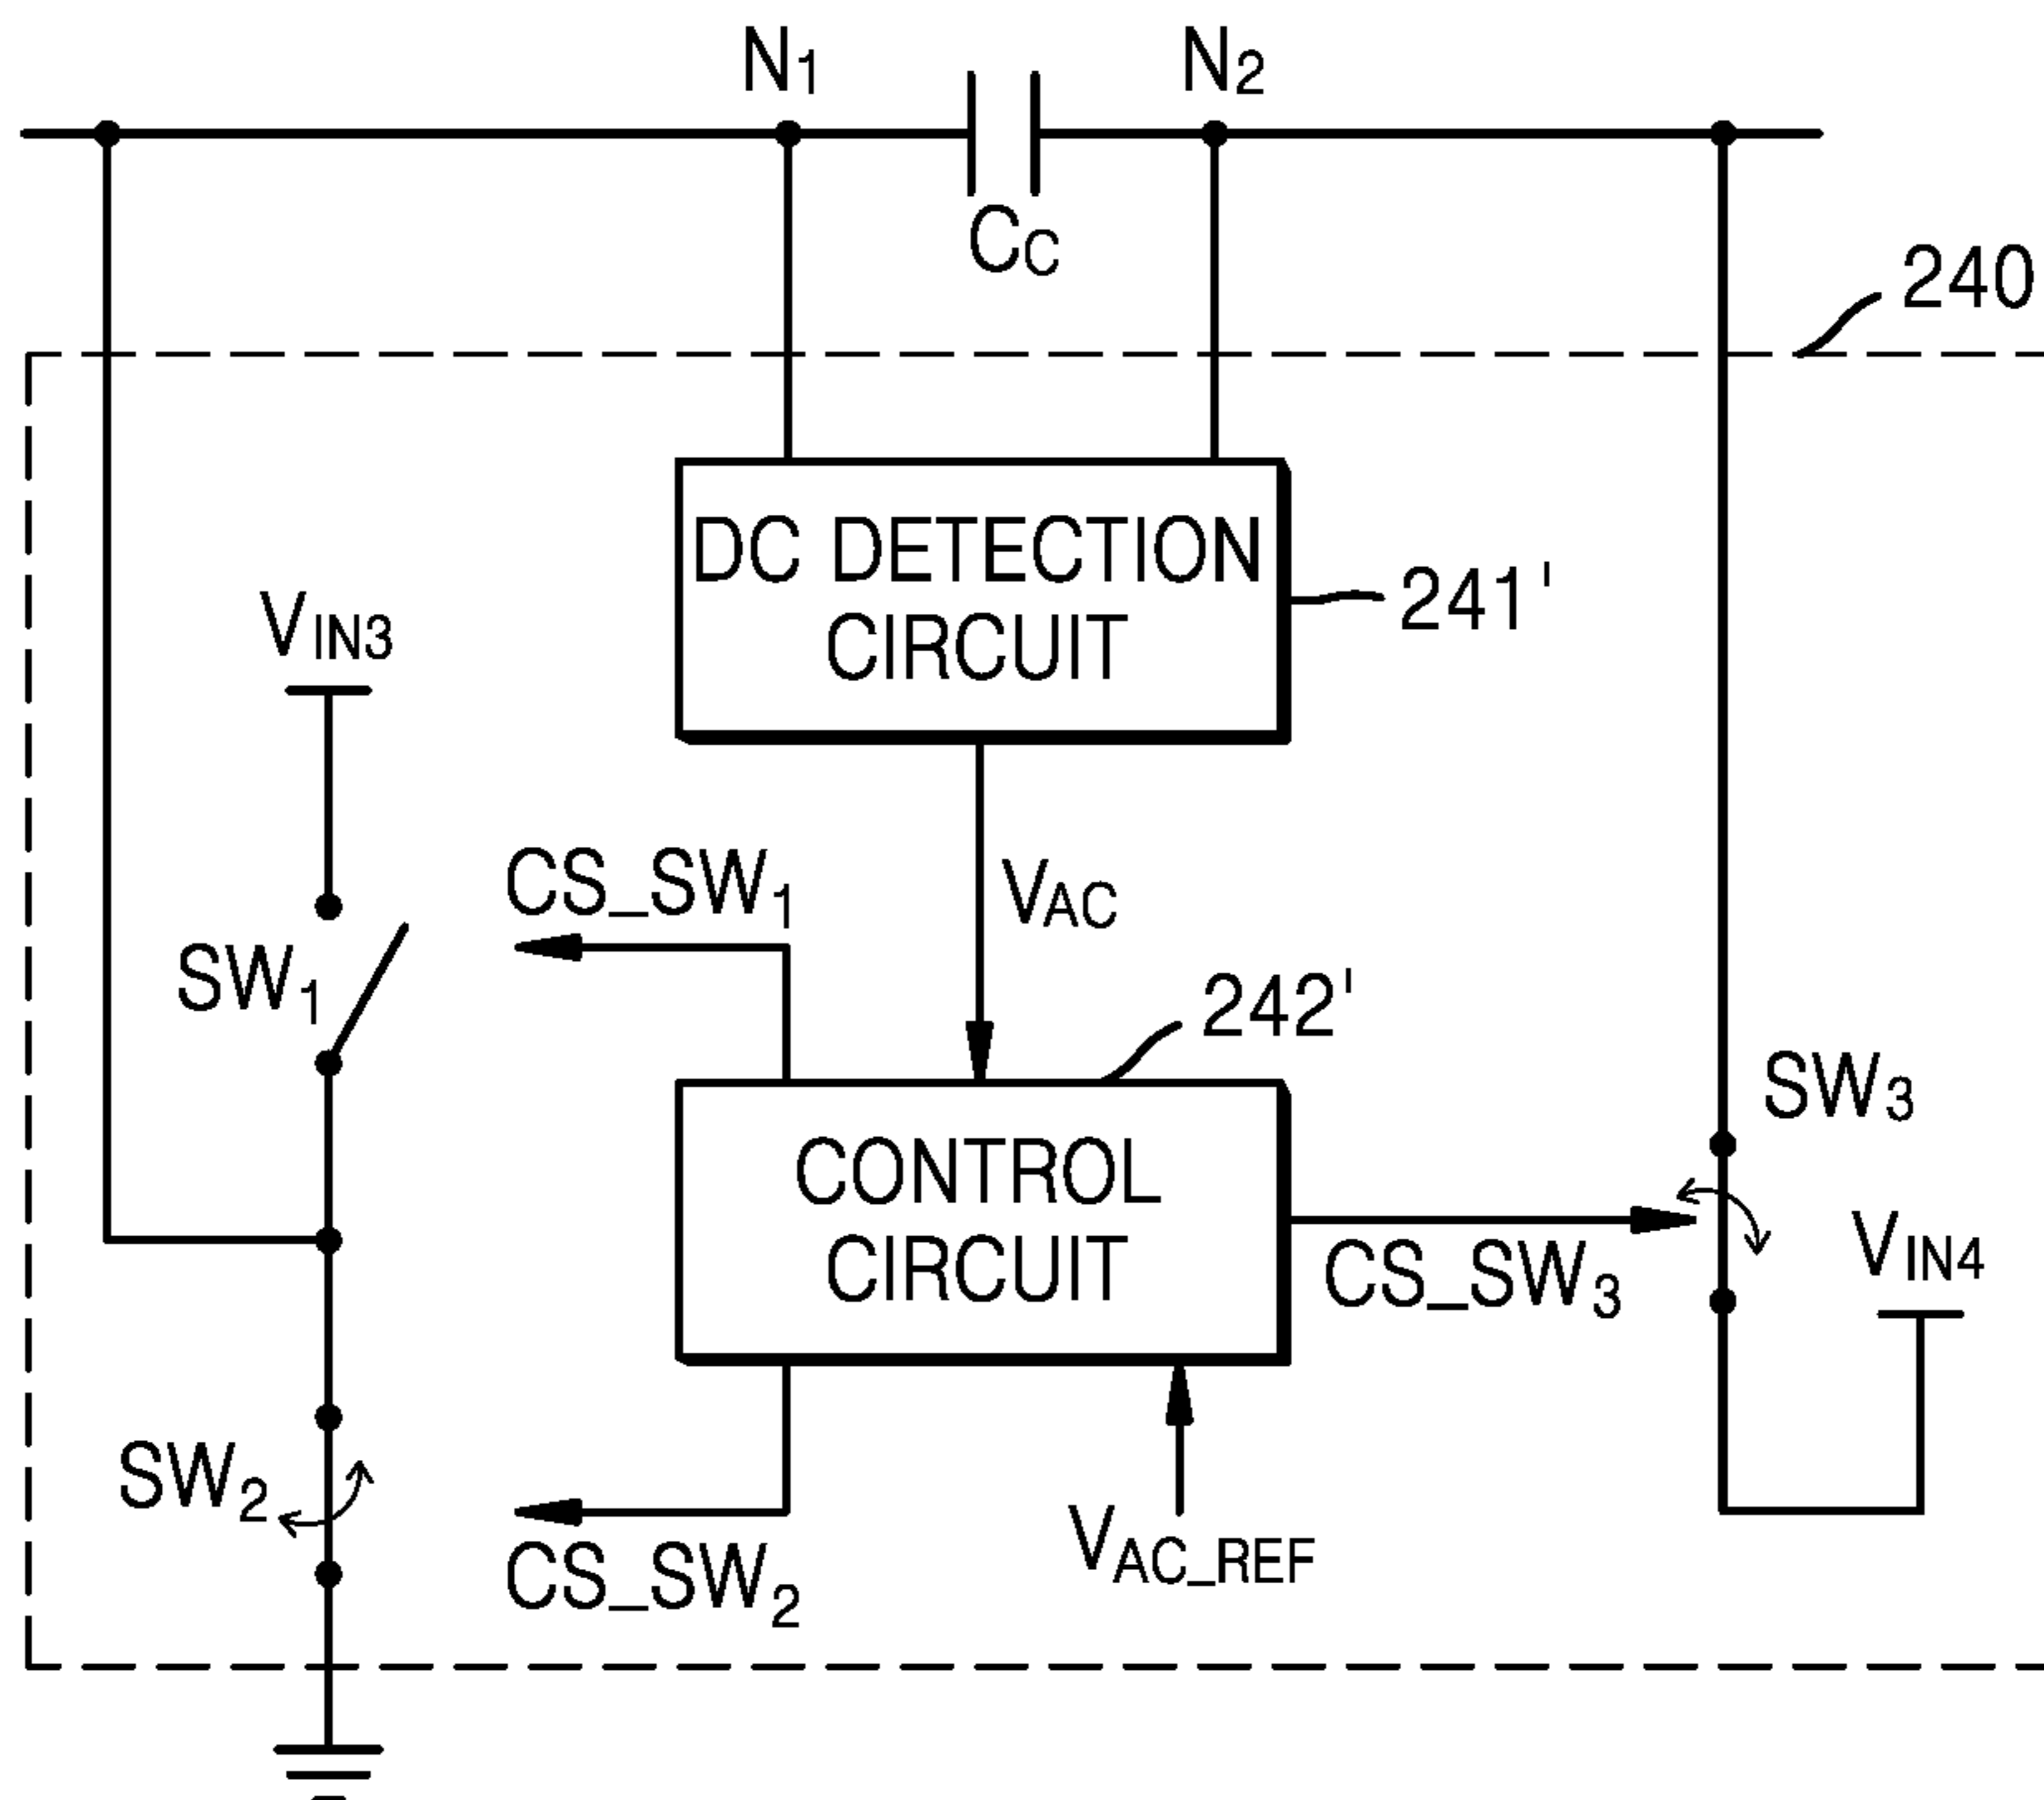 N1
N2
CC
240
DC DETECTION
CIRCUIT
241'
VIN3
CS_SW1
VAC
SW1
242'
SW3
CONTROL
CIRCUIT
VIN4
CS_SW3
SW2
VAC_REF
CS_SW2